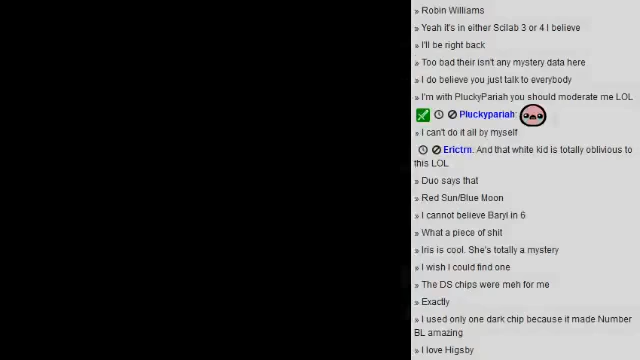 » Robin Williams
» Yeah it's in either Scilab 3 or 4 I believe
» I'll be right back
» Too bad their isn't any mystery data here
» I do believe you just talk to everybody
» I'm with PluckyPariah you should moderate me LOL
Pluckypariah:
» I can't do it all by myself
Erictrn: And that white kid is totally oblivious to
this LOL
» Duo says that
» Red Sun/Blue Moon
» I cannot believe Baryl in 6
» What a piece of shit
» Iris is cool. She's totally a mystery
» I wish I could find one
» The DS chips were meh for me
» Exactly
» I used only one dark chip because it made Number
BL amazing
» I love Higsby